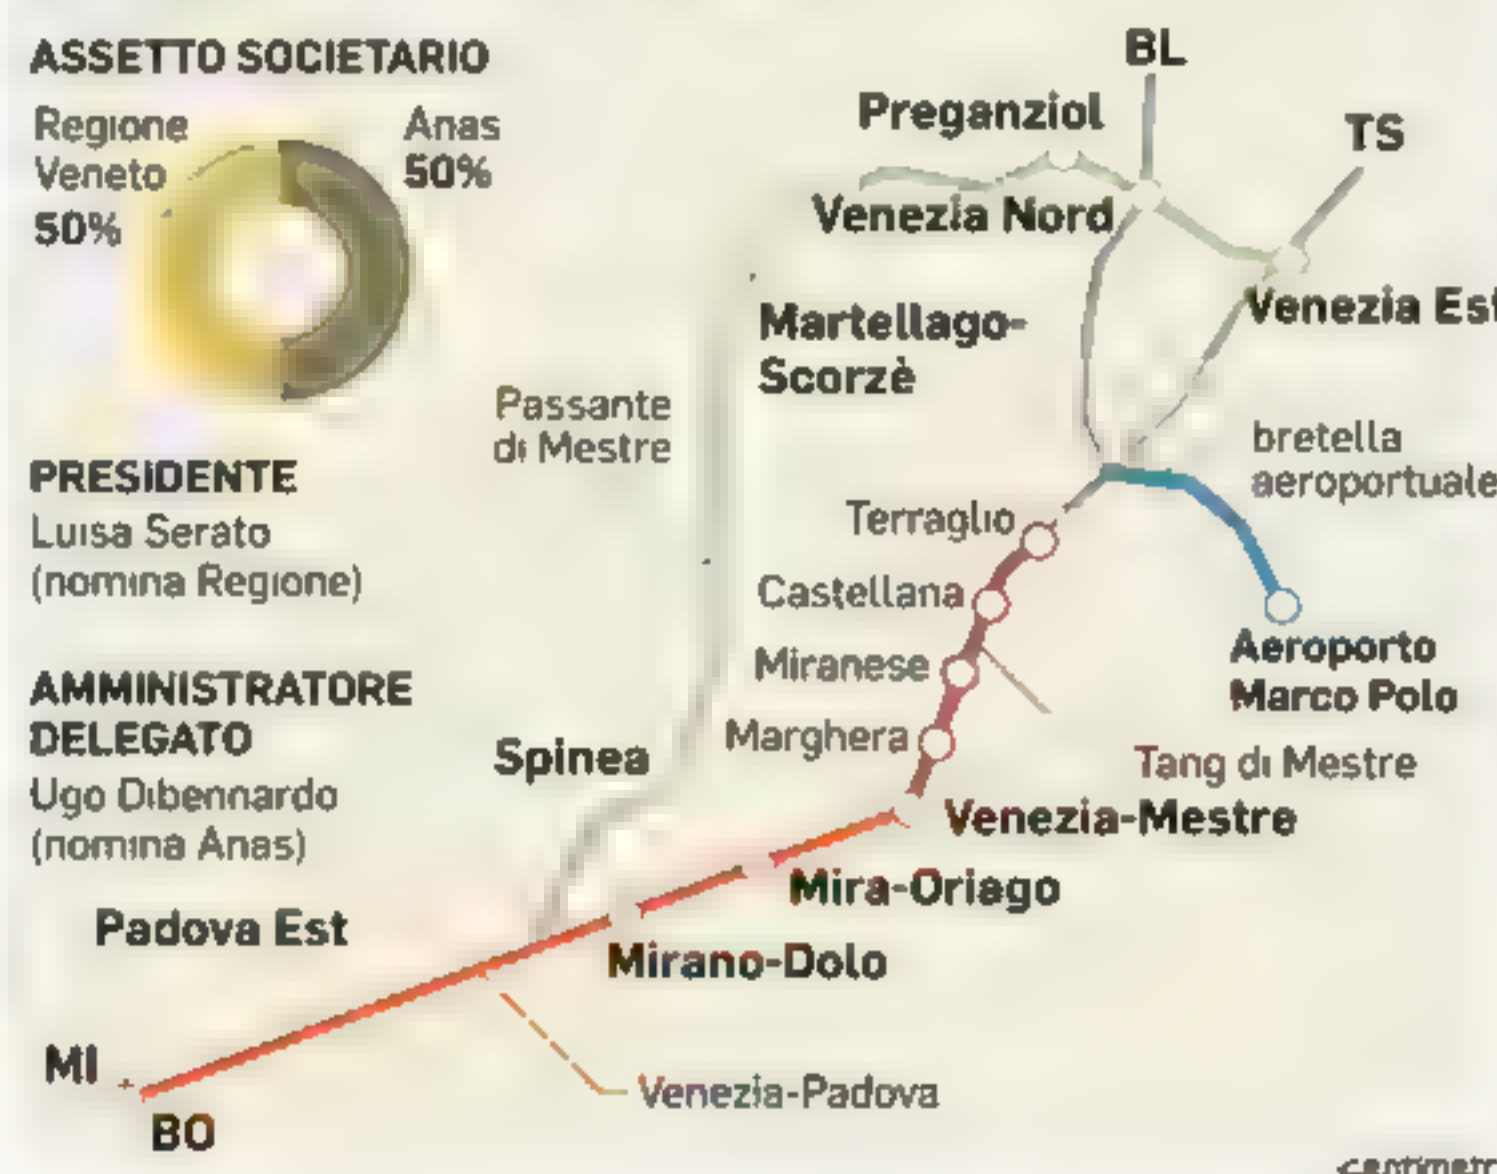 ASSETTO SOCIETARIO
Regione
Veneto
50%
Anas
50%
PRESIDENTE
Luisa Serato
(nomina Regione)
AMMINISTRATORE
DELEGATO
Ugo Dibennardo
(nomina Anas)
BL
Preganziol
TS
Venezia Nord
Venezia Est
Martellago-
Scorzè
Passante
di Mestre
bretella
aeroportuale
Terraglio
Castellana
Aeroporto
Marco Polo
Miranese
Marghera
Tang di Mestre
Spinea
Venezia-Mestre
Mira-Oriago
Padova Est
Mirano-Dolo
MI
BO
Venezia-Padova